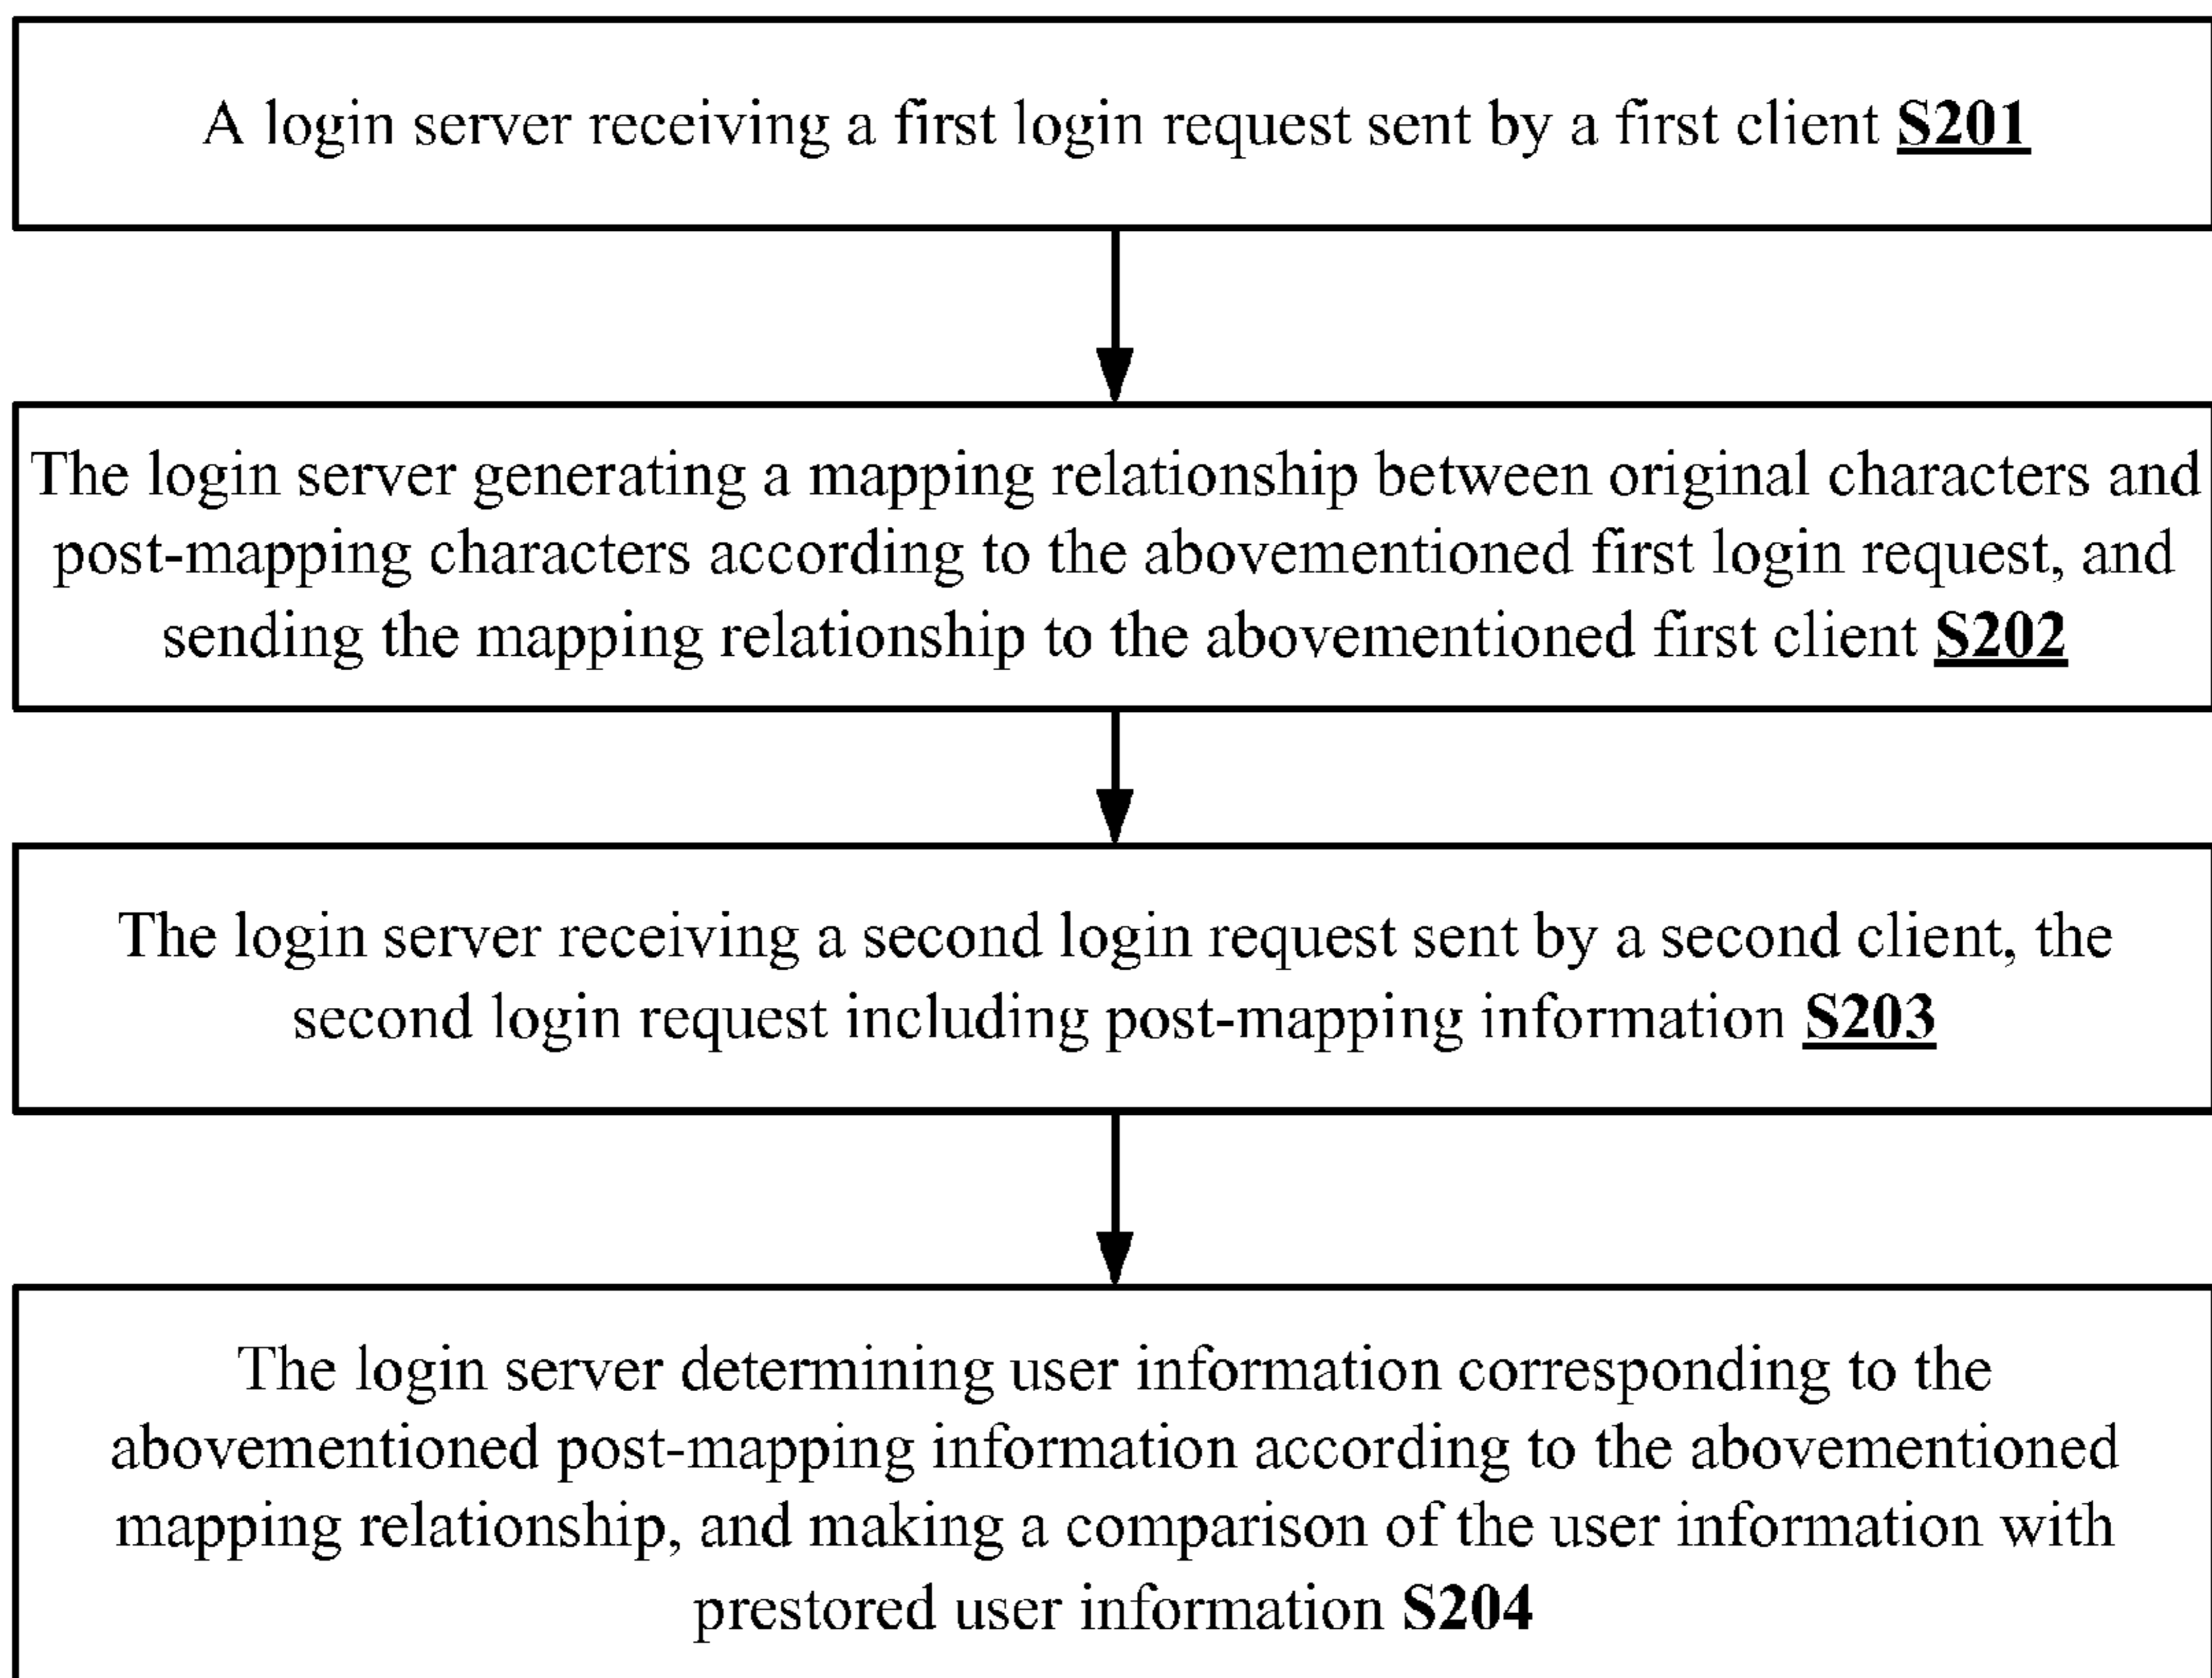 A login server receiving a first login request sent by a first client S201
The login server generating a mapping relationship between original characters and
post-mapping characters according to the abovementioned first login request, and
sending the mapping relationship to the abovementioned first client S202
The login server receiving a second login request sent by a second client, the
second login request including post-mapping information S203
The login server determining user information corresponding to the
abovementioned post-mapping information according to the abovementioned
mapping relationship, and making a comparison of the user information with
prestored user information S204